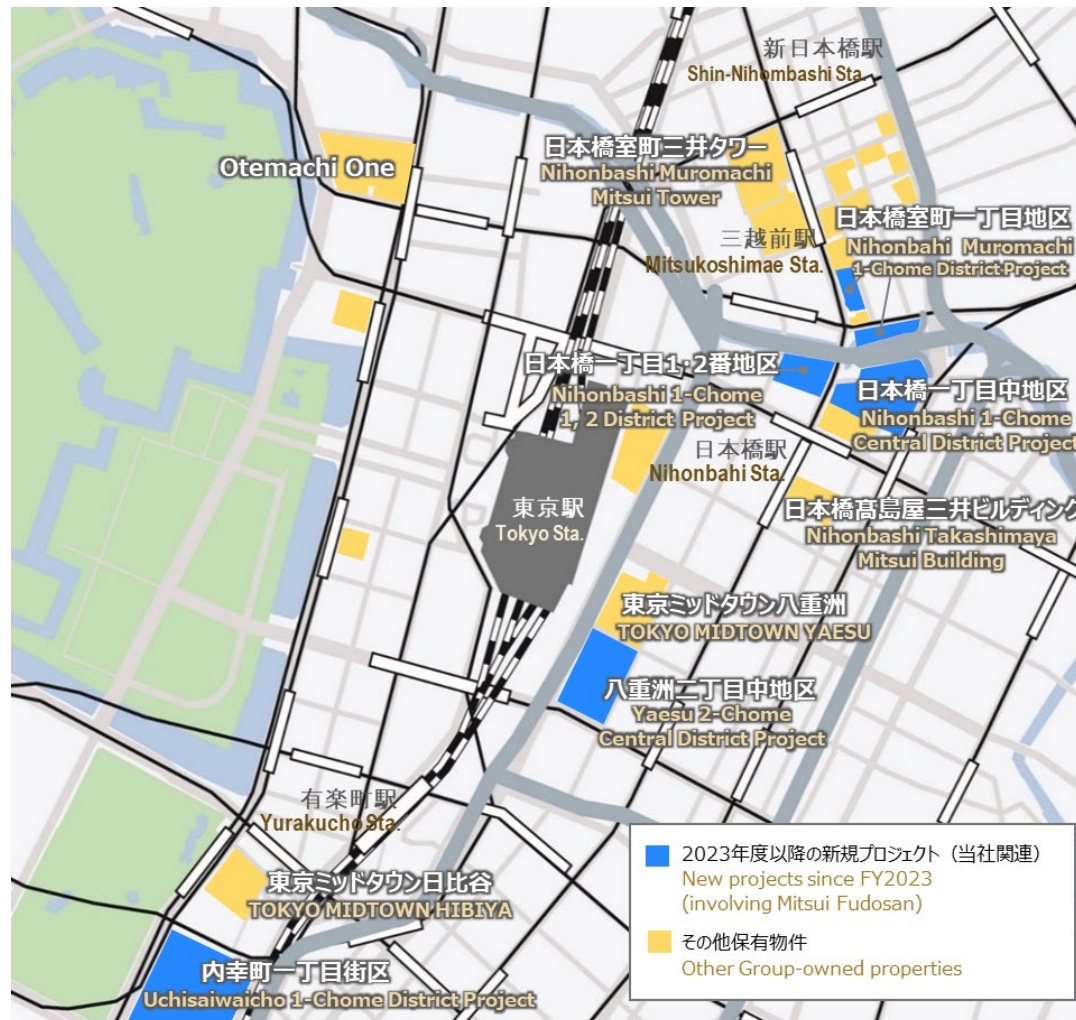 新日本橋駅
Shin-Nihombashi Sta.
Otemachi One
日本橋室町三井タワー
Nihonbashi Muromachi
Mitsui Tower
日本橋室町一丁目地区
Nihonbahi Muromachi
1-Chome District Project
三越前駅
Mitsukoshimae Sta.
日本橋一丁目1・2番地区
Nihonbashi 1-Chome
1, 2 District Project
日本橋一丁目中地区
Nihonbashi 1-Chome
Central District Project
日本橋駅
Nihonbahi Sta.
東京駅
Tokyo Sta.
日本橋髙島屋三井ビルディング
Nihonbashi Takashimaya
Mitsui Building
東京ミッドタウン八重洲
TOKYO MIDTOWN YAESU
八重洲二丁目中地区
Yaesu 2-Chome
Central District Project
有楽町駅
Yurakucho Sta.
東京ミッドタウン日比谷
TOKYO MIDTOWN HIBIYA
内幸町一丁目街区
Uchisaiwaicho 1-Chome District Project
2023年度以降の新規プロジェクト（当社関連）
New projects since FY2023
(involving Mitsui Fudosan)
その他保有物件
Other Group-owned properties